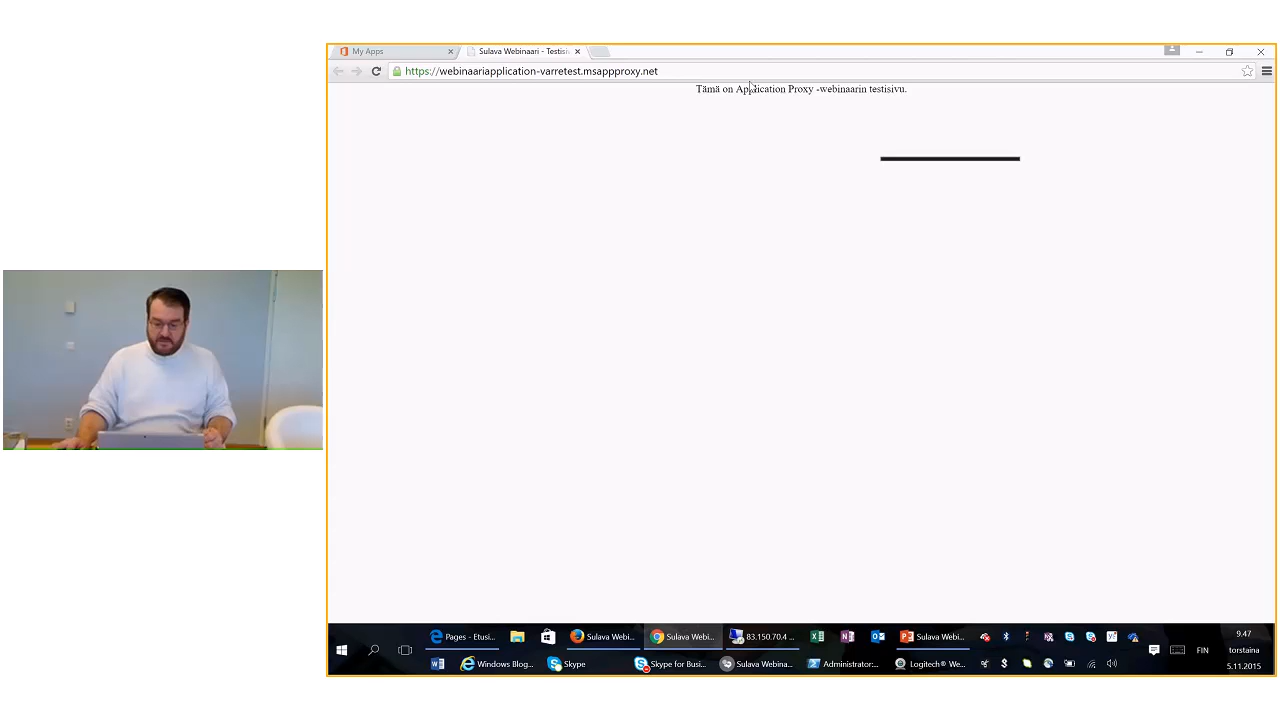 My Apps
Sulava Webinaari - Testisi
https://webinaariapplication-varretest.msappproxy.net
Tämä on Application Proxy -webinaarin testisivu.
Pages - Etusi...
Sulava Webi...
Sulava Webi...
83.150.70.4 ...
Sulava Webi...
9.47
FIN
torstaina
Windows Blog...
Skype
Skype for Busi...
Sulava Webina...
Administrator:...
Logitech® We...
5.11.2015